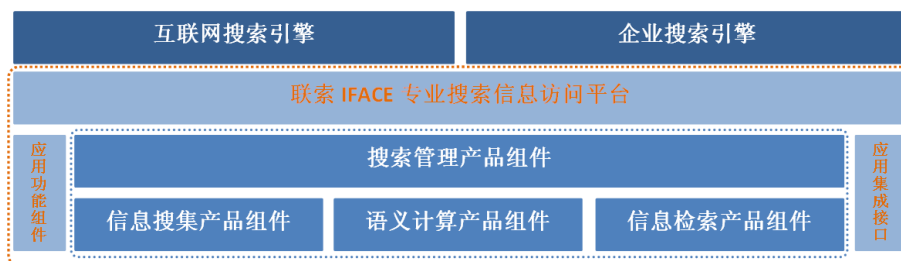 互联网搜索引擎
企业搜索引擎
联索 IFACE 专业搜索信息访问平台
应用功能组件
搜索管理产品组件
信息搜集产品组件
语义计算产品组件
信息检索产品组件
应用集成接口